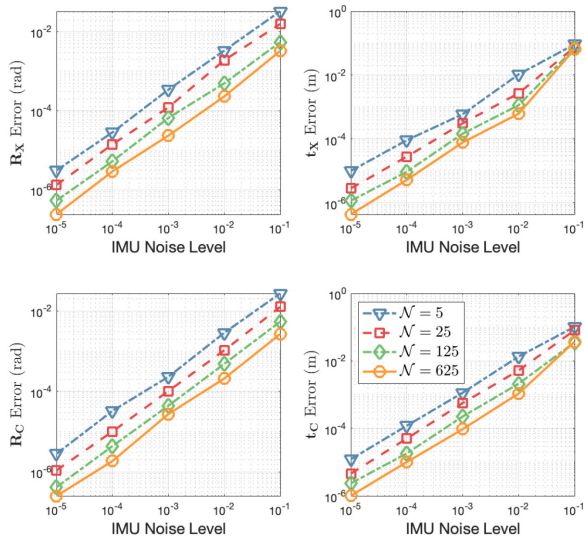 R_X Error (rad)
10^-2
10^-4
10^-6
10^-5 10^-4 10^-3 10^-2 10^-1
IMU Noise Level
t_X Error (m)
10^0
10^-2
10^-4
10^-6
10^-5 10^-4 10^-3 10^-2 10^-1
IMU Noise Level
R_C Error (rad)
10^-2
10^-4
10^-6
10^-5 10^-4 10^-3 10^-2 10^-1
IMU Noise Level
t_C Error (m)
10^0
10^-2
10^-4
10^-6
𝒩 = 5
𝒩 = 25
𝒩 = 125
𝒩 = 625
10^-5 10^-4 10^-3 10^-2 10^-1
IMU Noise Level